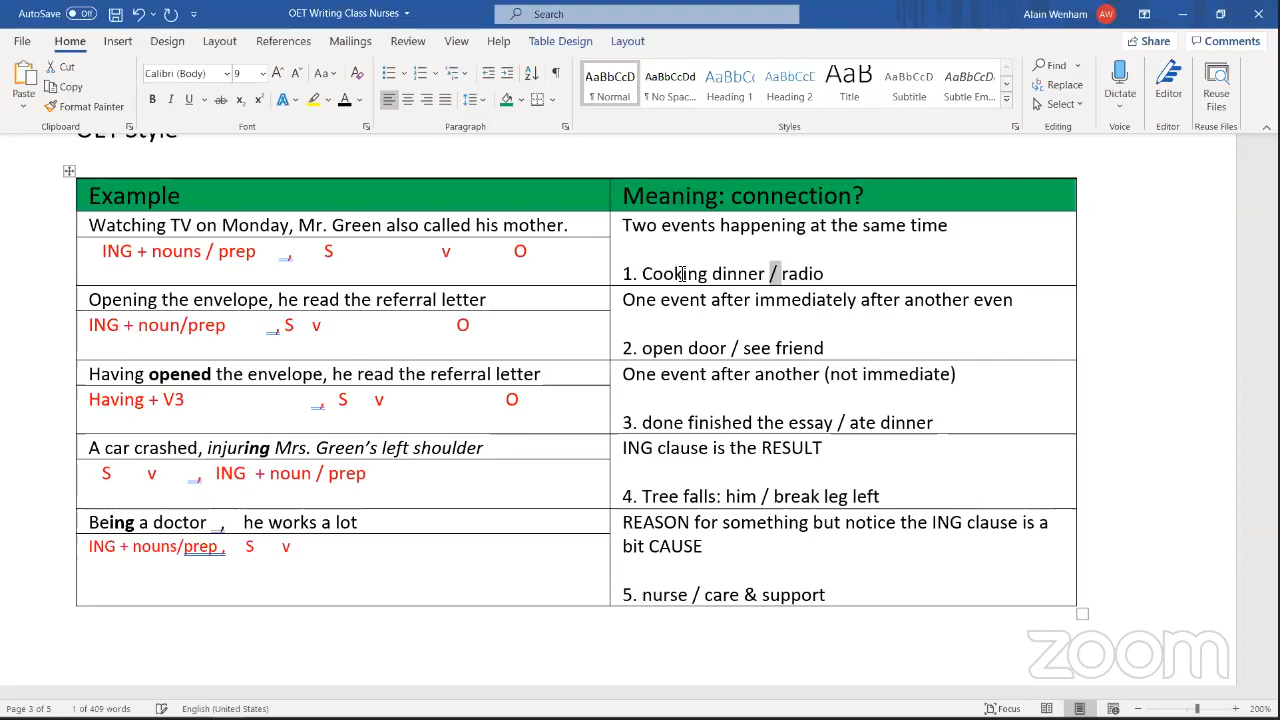 AutoSave Off
OET Writing Class Nurses
Search
Alain Wenham AW
File Home Insert Design Layout References Mailings Review View Help Table Design Layout Share Comments
Paste
Cut
Copy
Format Painter
Clipboard
Calibri (Body) 9
Font
Paragraph
AaBbCcD AaBbCcDd AaBbCc AaBbCcC AaB AaBbCcD AaBbCcD
Normal No Spac... Heading 1 Heading 2 Title Subtitle Subtle Em...
Styles
Find
Replace
Select
Editing
Dictate
Voice
Editor
Editor
Reuse Files
Reuse Files
OET Style
Example
Meaning: connection?
Watching TV on Monday, Mr. Green also called his mother.
ING + nouns / prep , S v O
Two events happening at the same time
1. Cooking dinner / radio
Opening the envelope, he read the referral letter
ING + noun/prep , S v O
One event after immediately after another even
2. open door / see friend
Having opened the envelope, he read the referral letter
Having + V3 , S v O
One event after another (not immediate)
3. done finished the essay / ate dinner
A car crashed, injuring Mrs. Green's left shoulder
S v , ING + noun / prep
ING clause is the RESULT
4. Tree falls: him / break leg left
Being a doctor , he works a lot
ING + nouns/prep , S v
REASON for something but notice the ING clause is a
bit CAUSE
5. nurse / care & support
zoom
Page 3 of 5 1 of 409 words English (United States) Focus 200%